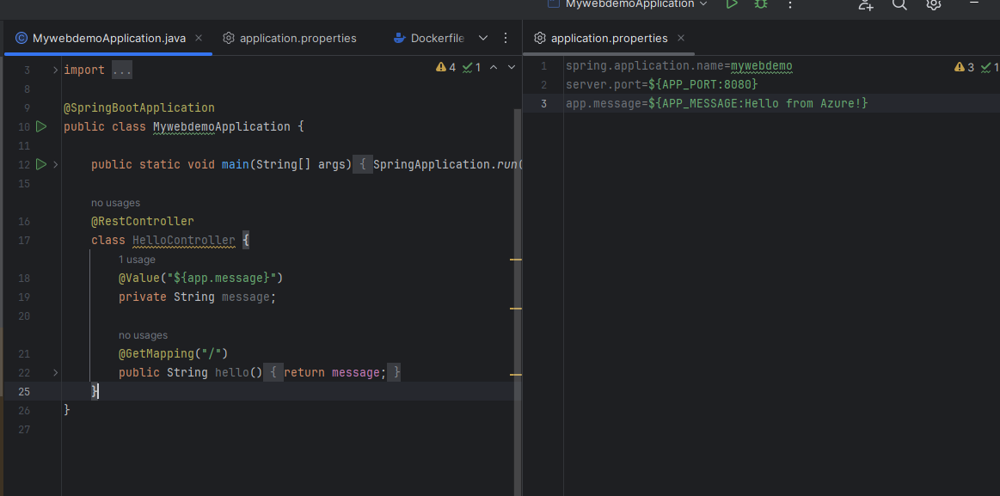 MywebdemoApplication
MywebdemoApplication.java
application.properties
Dockerfile
application.properties
4
1
3
1
3 import ...
8
9 @SpringBootApplication
10 public class MywebdemoApplication {
11
12 public static void main(String[] args) { SpringApplication.run(
15
no usages
16 @RestController
17 class HelloController {
1 usage
18 @Value("${app.message}")
19 private String message;
20
no usages
21 @GetMapping("/")
22 public String hello() { return message; }
25 }
26 }
27
1 spring.application.name=mywebdemo
2 server.port=${APP_PORT:8080}
3 app.message=${APP_MESSAGE:Hello from Azure!}